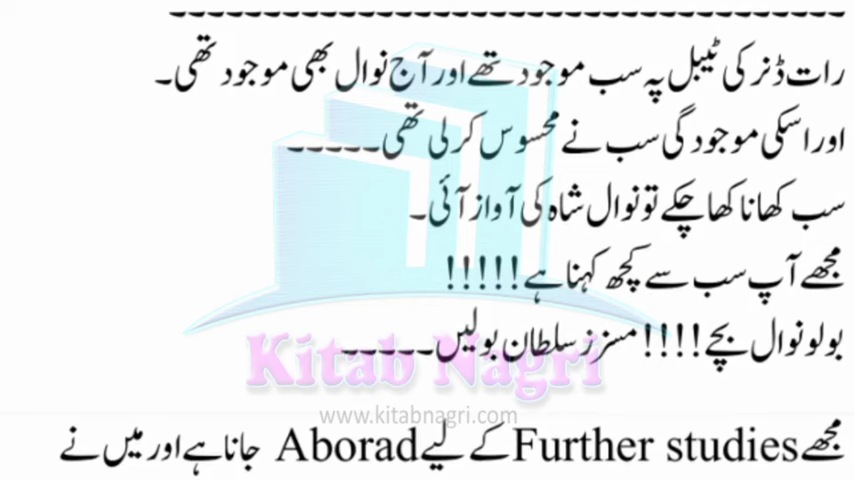 -----------------------------------------
رات ڈنر کی ٹیبل پہ سب موجود تھے اور آج نوال بھی موجود تھی۔
اور اسکی موجودگی سب نے محسوس کر لی تھی-----
سب کھانا کھا چکے تو نوال شاہ کی آواز آئی۔
مجھے آپ سب سے کچھ کہنا ہے!!!!!
بولو نوال بچے!!!! مسزز سلطان بولیں-----
Kitab Nagri
www.kitabnagri.com
مجھے Further studies کے لیے Aborad جانا ہے اور میں نے